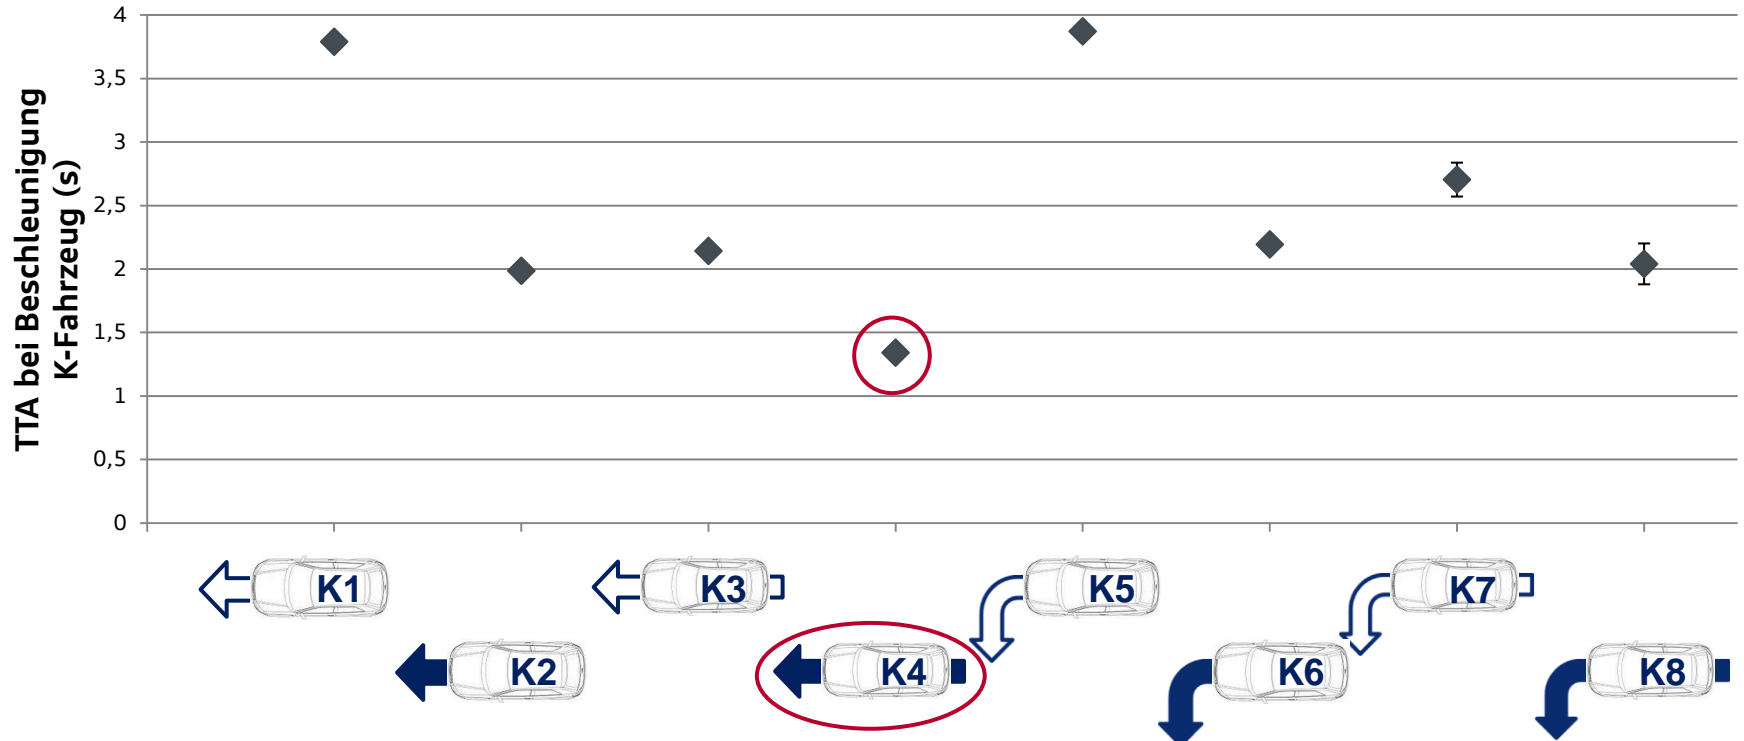 TTA bei Beschleunigung
K-Fahrzeug (s)
4
3,5
3
2,5
2
1,5
1
0,5
0
K1
K3
K5
K7
K2
K4
K6
K8